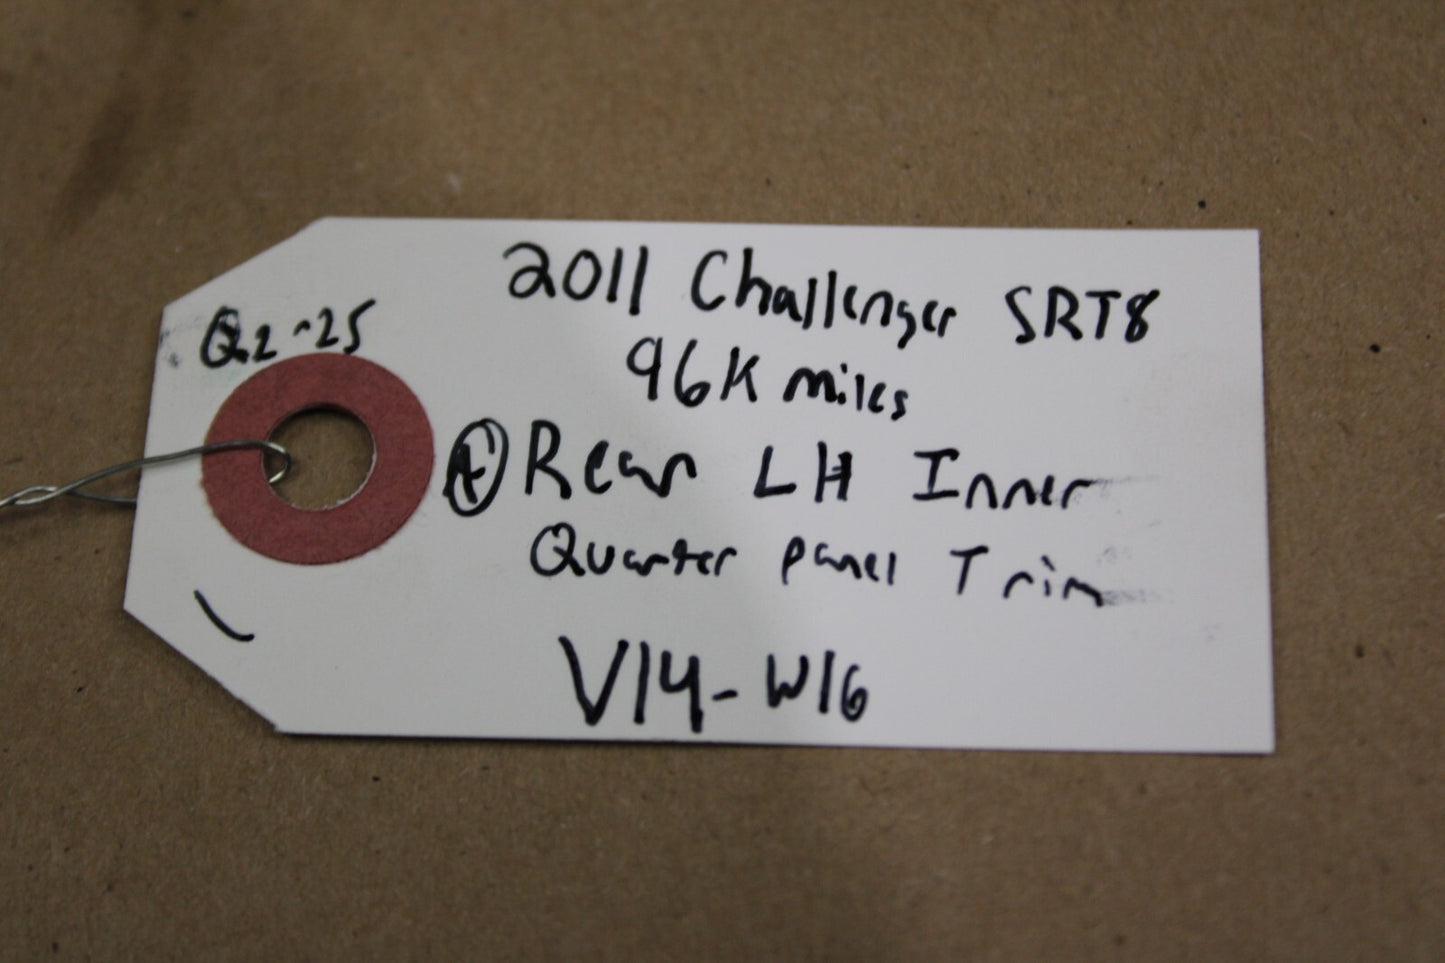 2011 Challenger SRT8
Q2-25
96K miles
Rear LH Inner
Quarter panel Trim
V14-W16